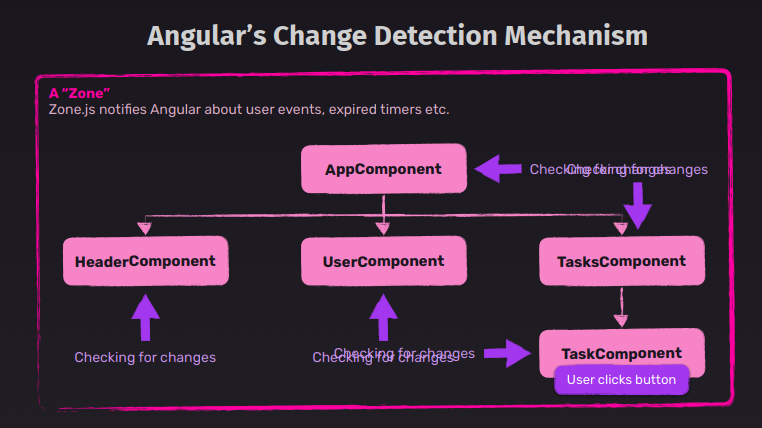 Angular’s Change Detection Mechanism
A “Zone”
Zone.js notifies Angular about user events, expired timers etc.
AppComponent
Checking for changes
Checking for changes
HeaderComponent
UserComponent
TasksComponent
Checking for changes
Checking for changes
Checking for changes
TaskComponent
User clicks button